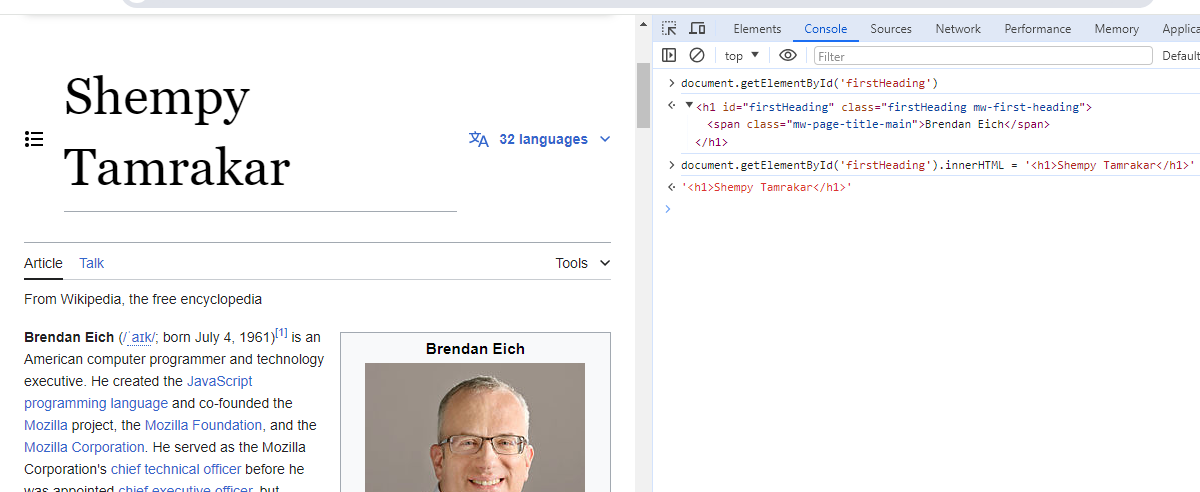 Shempy
Tamrakar
32 languages
Article Talk Tools
From Wikipedia, the free encyclopedia
Brendan Eich (/ˈaɪk/; born July 4, 1961)[1] is an
American computer programmer and technology
executive. He created the JavaScript
programming language and co-founded the
Mozilla project, the Mozilla Foundation, and the
Mozilla Corporation. He served as the Mozilla
Corporation's chief technical officer before he
was appointed chief executive officer, but
Brendan Eich
Elements Console Sources Network Performance Memory Applica
top Filter Default
document.getElementById('firstHeading')
<h1 id="firstHeading" class="firstHeading mw-first-heading">
<span class="mw-page-title-main">Brendan Eich</span>
</h1>
document.getElementById('firstHeading').innerHTML = '<h1>Shempy Tamrakar</h1>'
'<h1>Shempy Tamrakar</h1>'